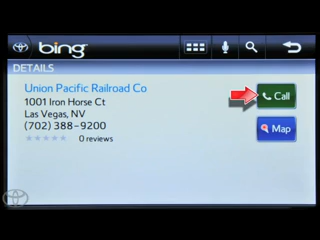 bing
DETAILS
Union Pacific Railroad Co
1001 Iron Horse Ct
Las Vegas, NV
(702) 388-9200
0 reviews
Call
Map